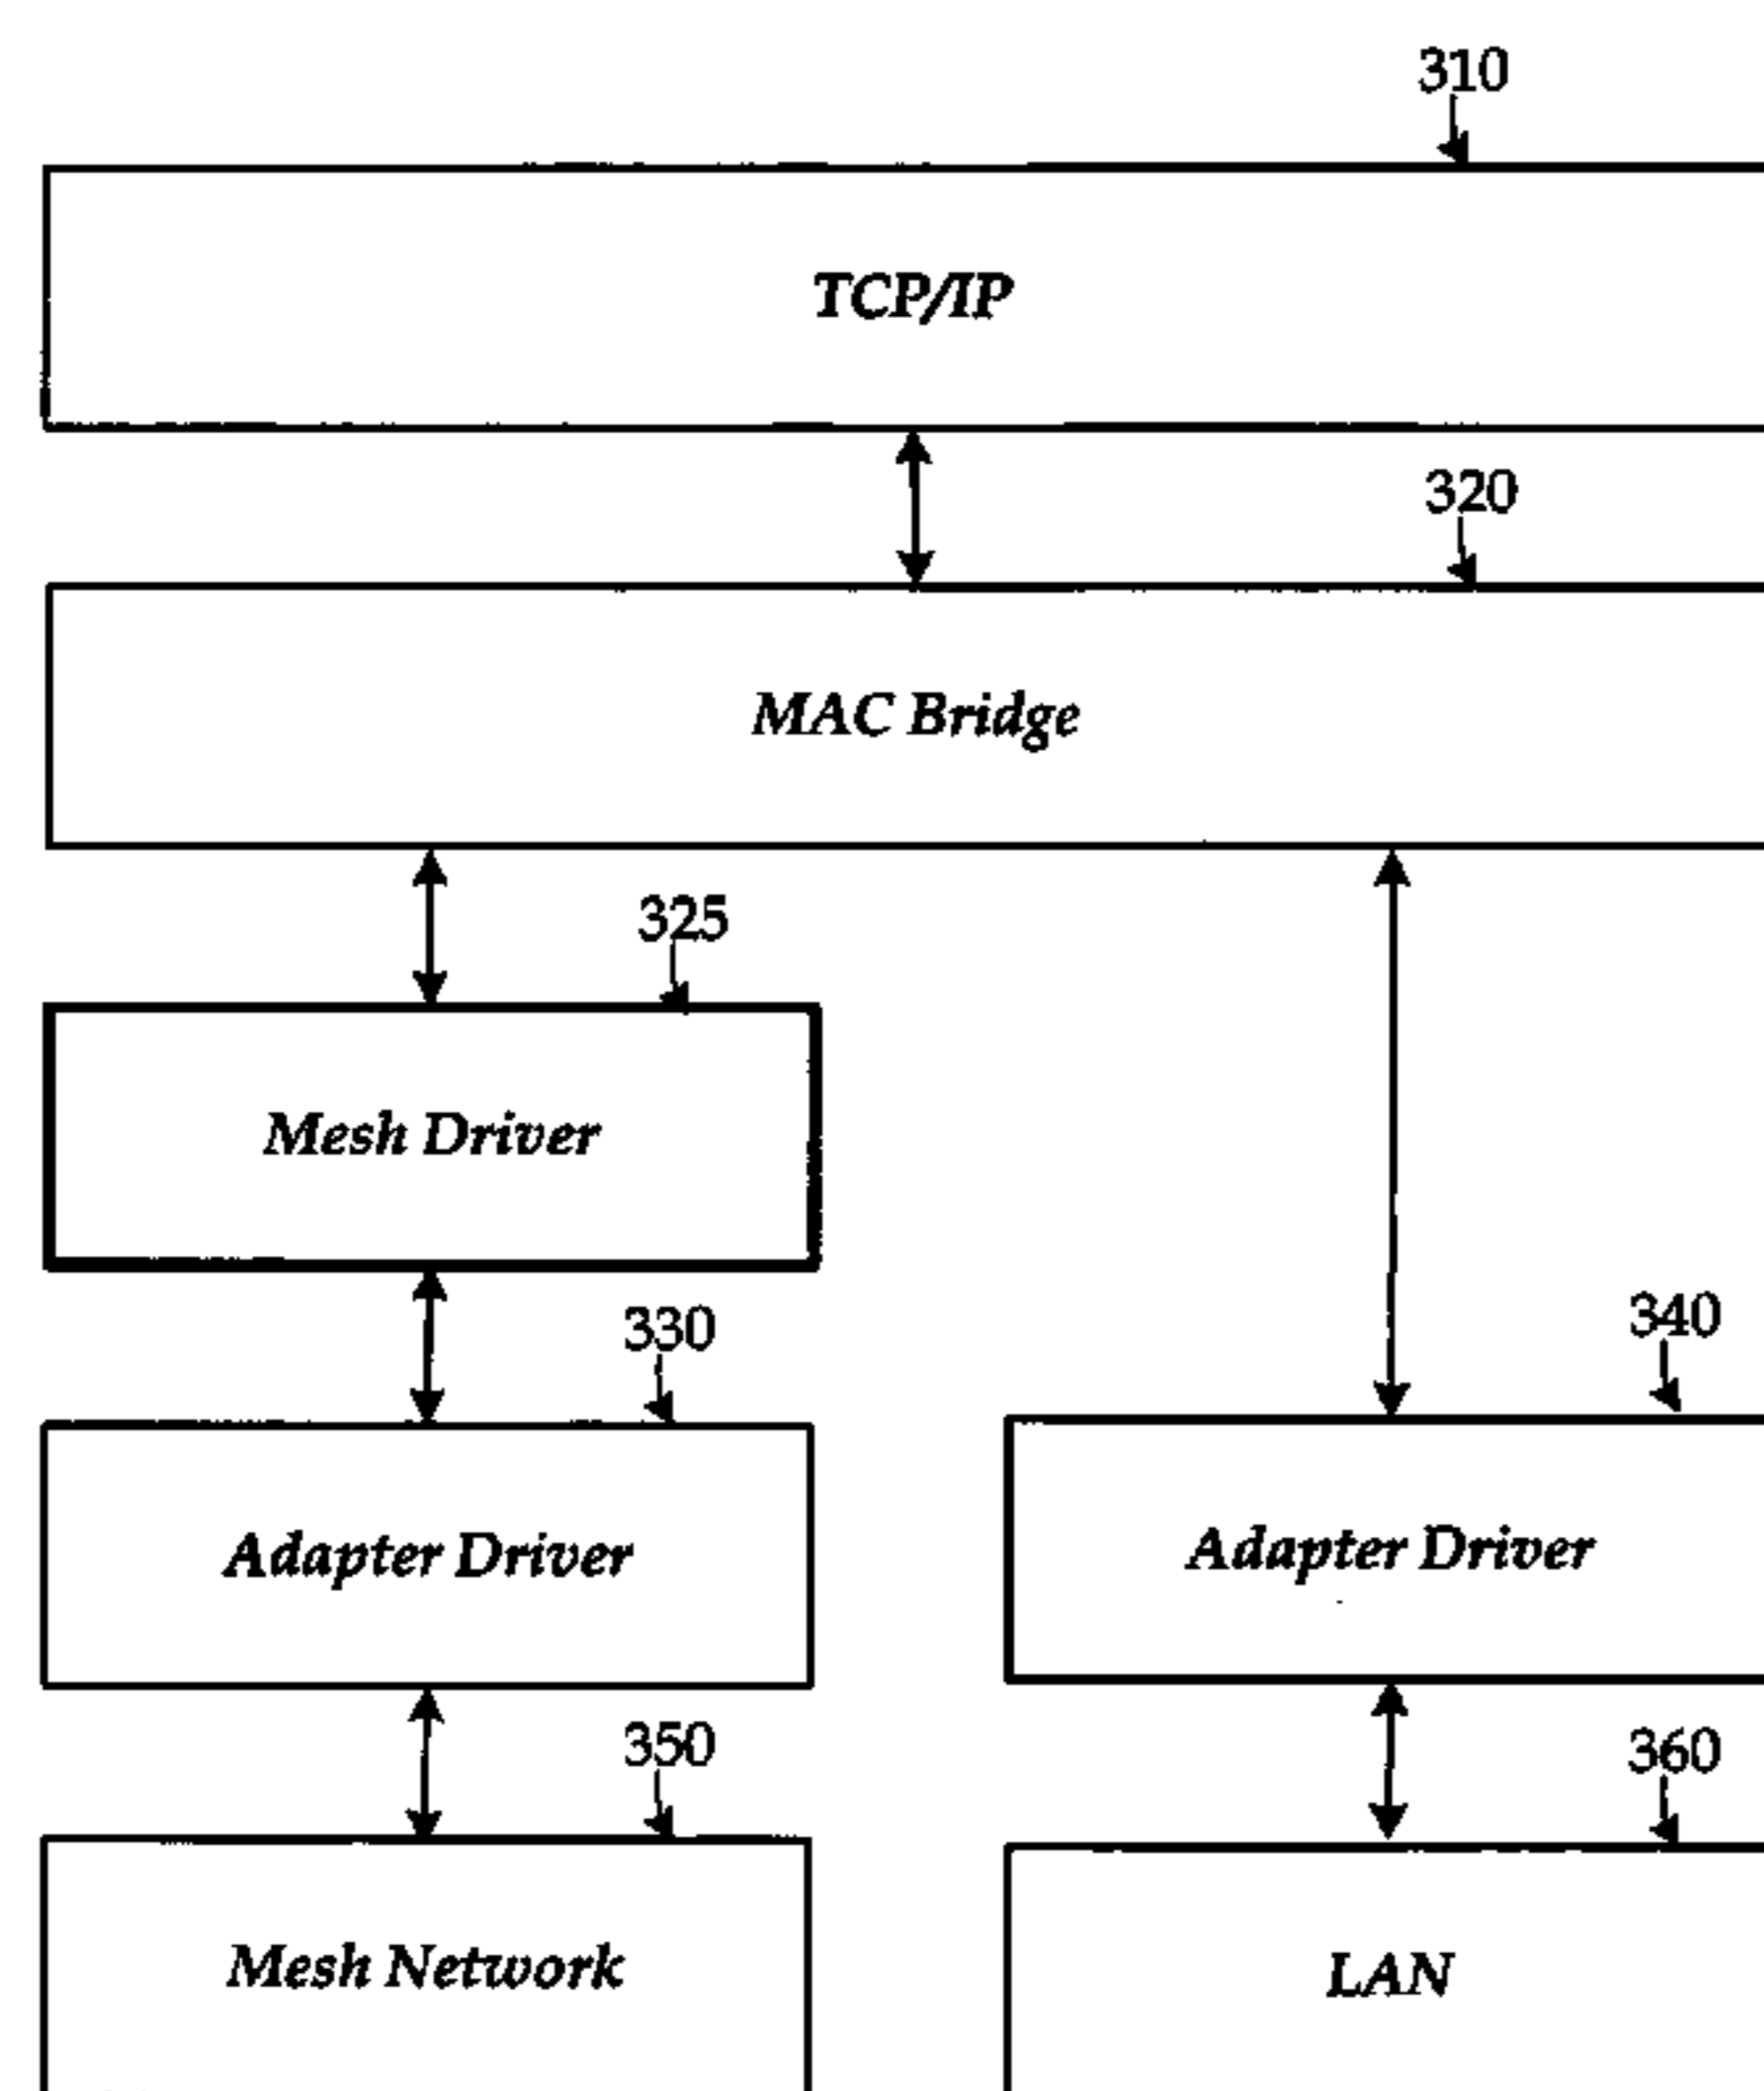 310
TCP/IP
320
MAC Bridge
325
Mesh Driver
330
340
Adapter Driver
Adapter Driver
350
360
Mesh Network
LAN